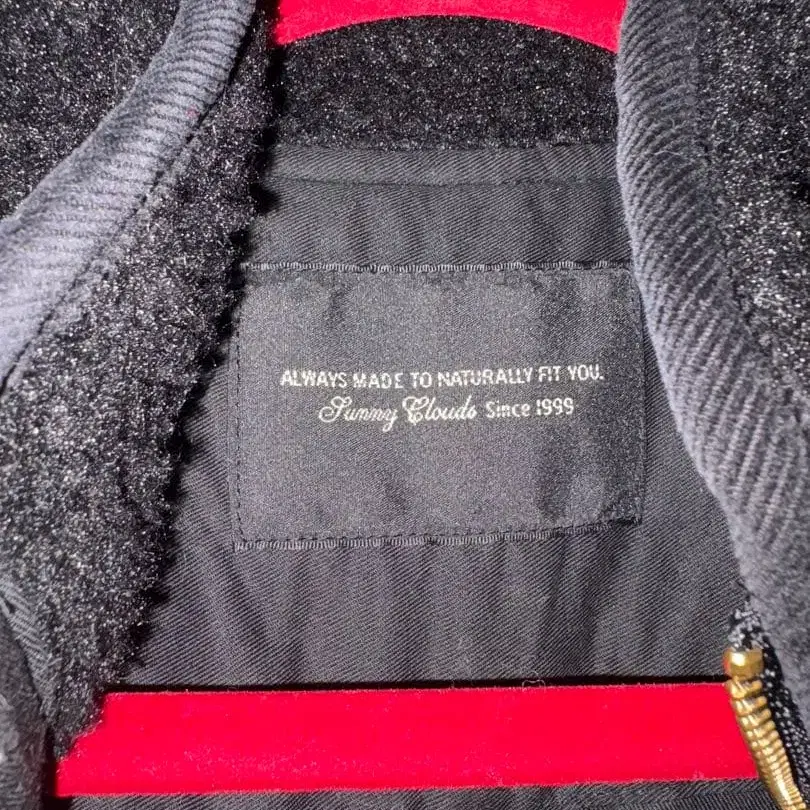 ALWAYS MADE TO NATURALLY FIT YOU.
Sunny Clouds Since 1999